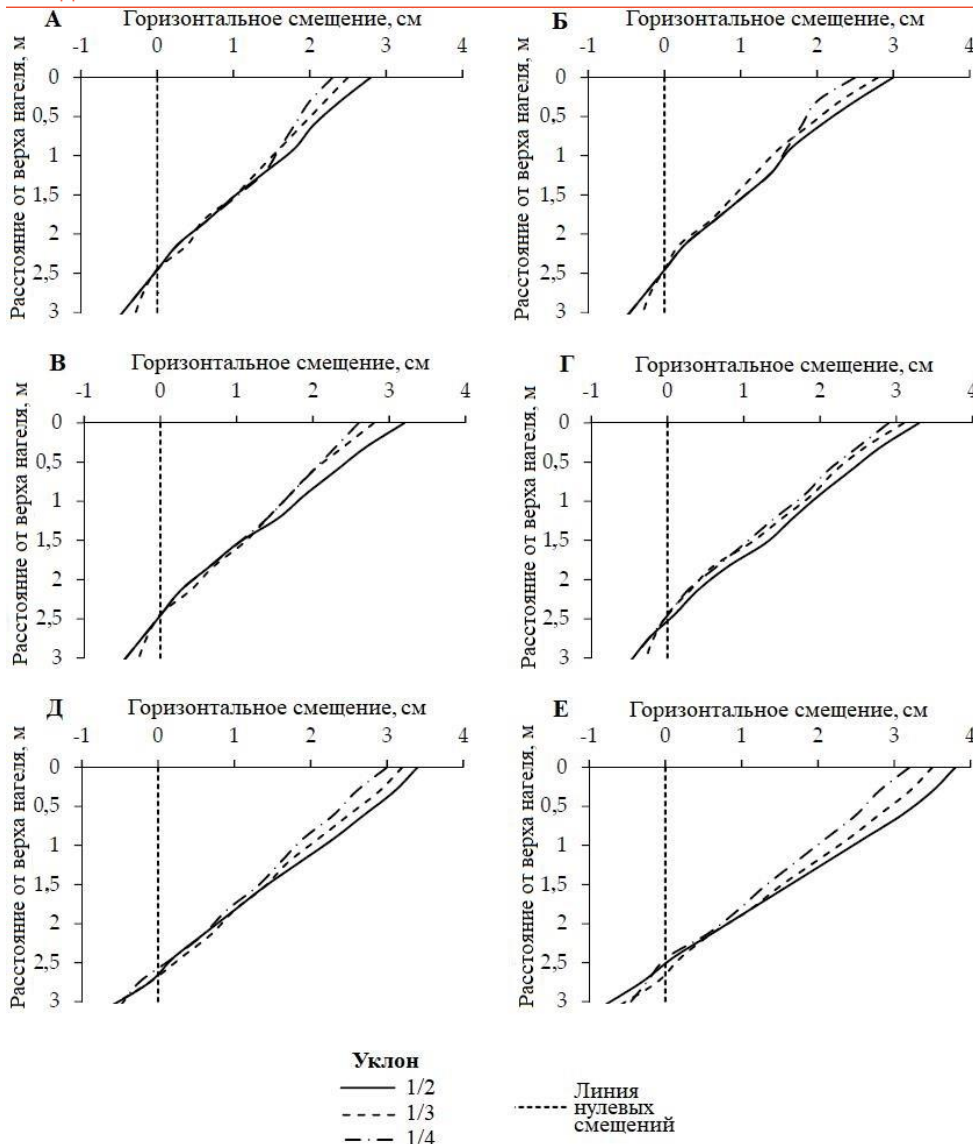 А Горизонтальное смещение, см
-1 0 1 2 3 4
Расстояние от верха нагеля, м
0
0,5
1
1,5
2
2,5
3
Б Горизонтальное смещение, см
-1 0 1 2 3 4
Расстояние от верха нагеля, м
0
0,5
1
1,5
2
2,5
3
В Горизонтальное смещение, см
-1 0 1 2 3 4
Расстояние от верха нагеля, м
0
0,5
1
1,5
2
2,5
3
Г Горизонтальное смещение, см
-1 0 1 2 3 4
Расстояние от верха нагеля, м
0
0,5
1
1,5
2
2,5
3
Д Горизонтальное смещение, см
-1 0 1 2 3 4
Расстояние от верха нагеля, м
0
0,5
1
1,5
2
2,5
3
Е Горизонтальное смещение, см
-1 0 1 2 3 4
Расстояние от верха нагеля, м
0
0,5
1
1,5
2
2,5
3
Уклон
1/2
1/3
1/4
Линия
нулевых
смещений